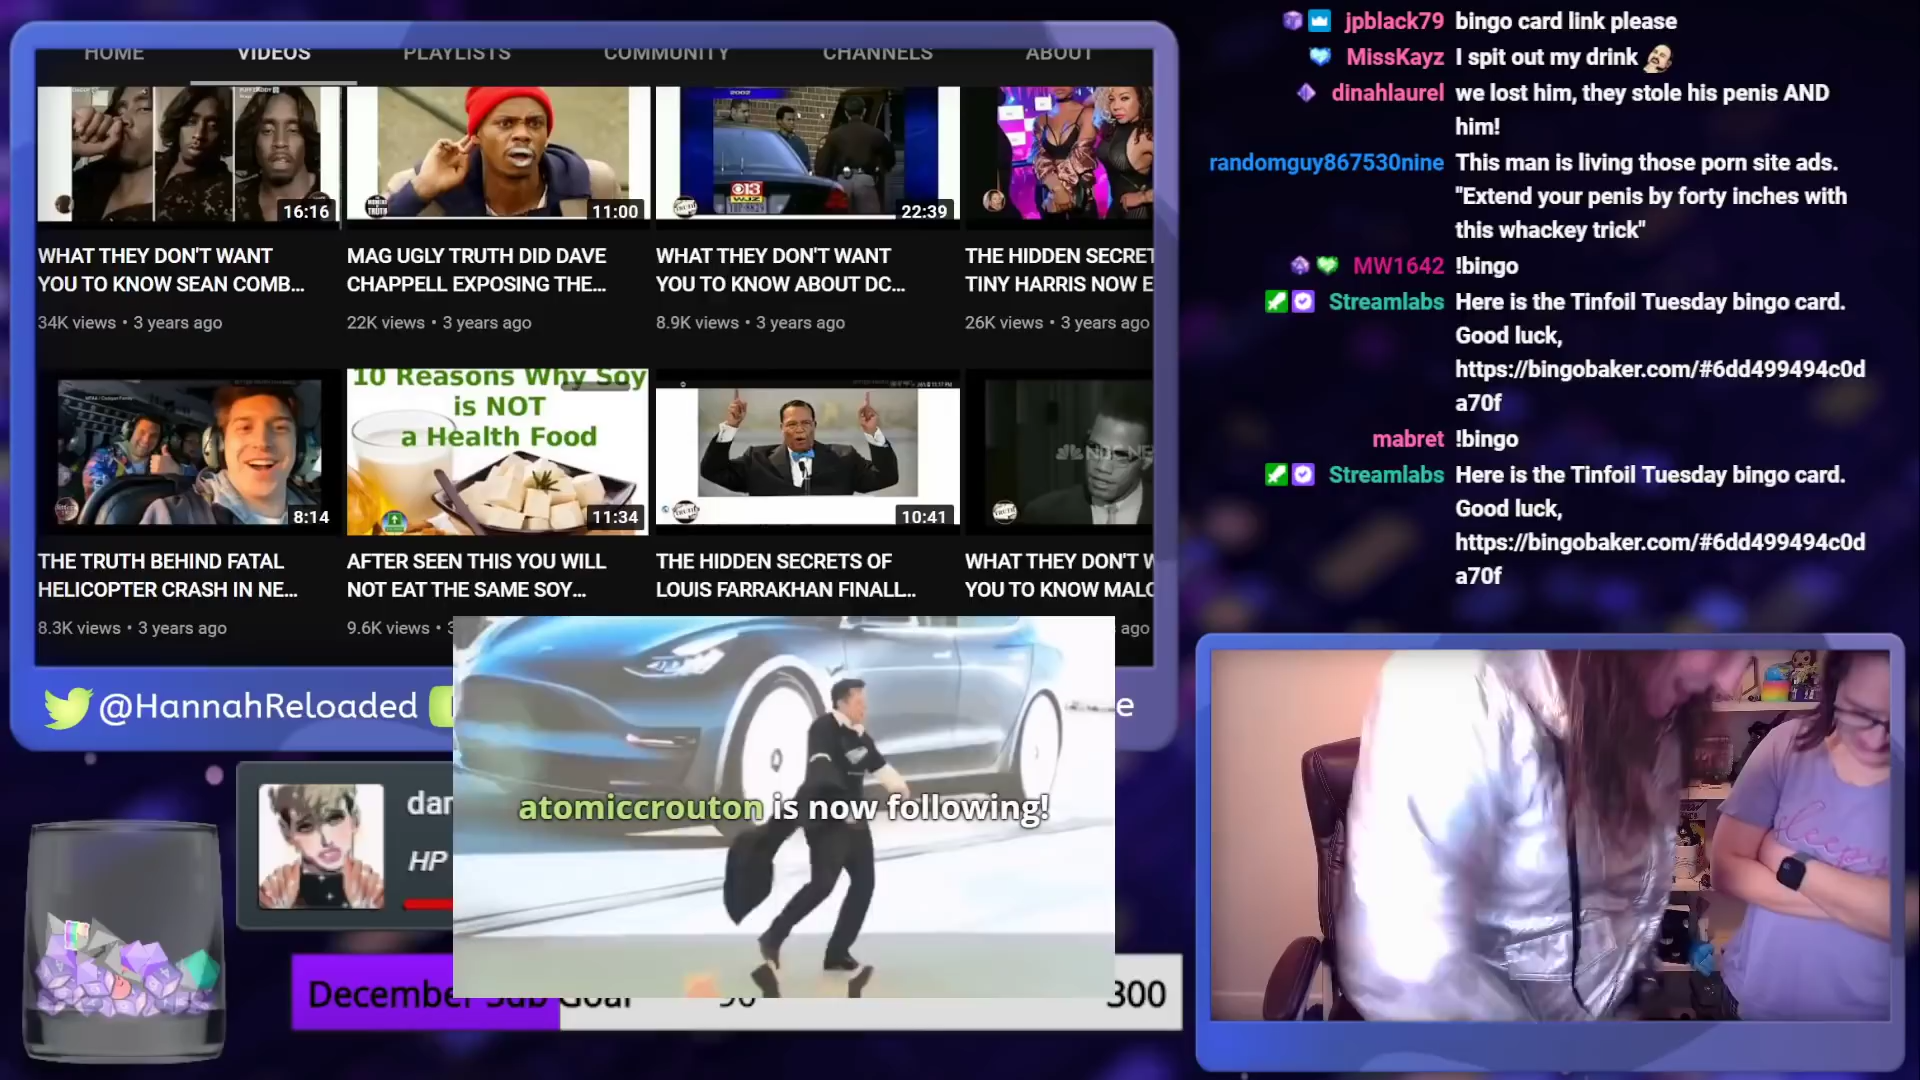 HOME VIDEOS PLAYLISTS COMMUNITY CHANNELS ABOUT
16:16
11:00
22:39
WHAT THEY DON'T WANT
YOU TO KNOW SEAN COMB...
34K views • 3 years ago
MAG UGLY TRUTH DID DAVE
CHAPPELL EXPOSING THE...
22K views • 3 years ago
WHAT THEY DON'T WANT
YOU TO KNOW ABOUT DC...
8.9K views • 3 years ago
THE HIDDEN SECRET
TINY HARRIS NOW E
26K views • 3 years ago
8:14
10 Reasons Why Soy
is NOT
a Health Food
11:34
10:41
NBC NE
THE TRUTH BEHIND FATAL
HELICOPTER CRASH IN NE...
8.3K views • 3 years ago
AFTER SEEN THIS YOU WILL
NOT EAT THE SAME SOY...
9.6K views • 3
THE HIDDEN SECRETS OF
LOUIS FARRAKHAN FINALL...
WHAT THEY DON'T W
YOU TO KNOW MALC
ago
@HannahReloaded
e
atomiccrouton is now following!
dar
HP
December Sub Goal 90 300
jpblack79 bingo card link please
MissKayz I spit out my drink
dinahlaurel we lost him, they stole his penis AND
him!
randomguy867530nine This man is living those porn site ads.
"Extend your penis by forty inches with
this whackey trick"
MW1642 !bingo
Streamlabs Here is the Tinfoil Tuesday bingo card.
Good luck,
https://bingobaker.com/#6dd499494c0d
a70f
mabret !bingo
Streamlabs Here is the Tinfoil Tuesday bingo card.
Good luck,
https://bingobaker.com/#6dd499494c0d
a70f
sleepy